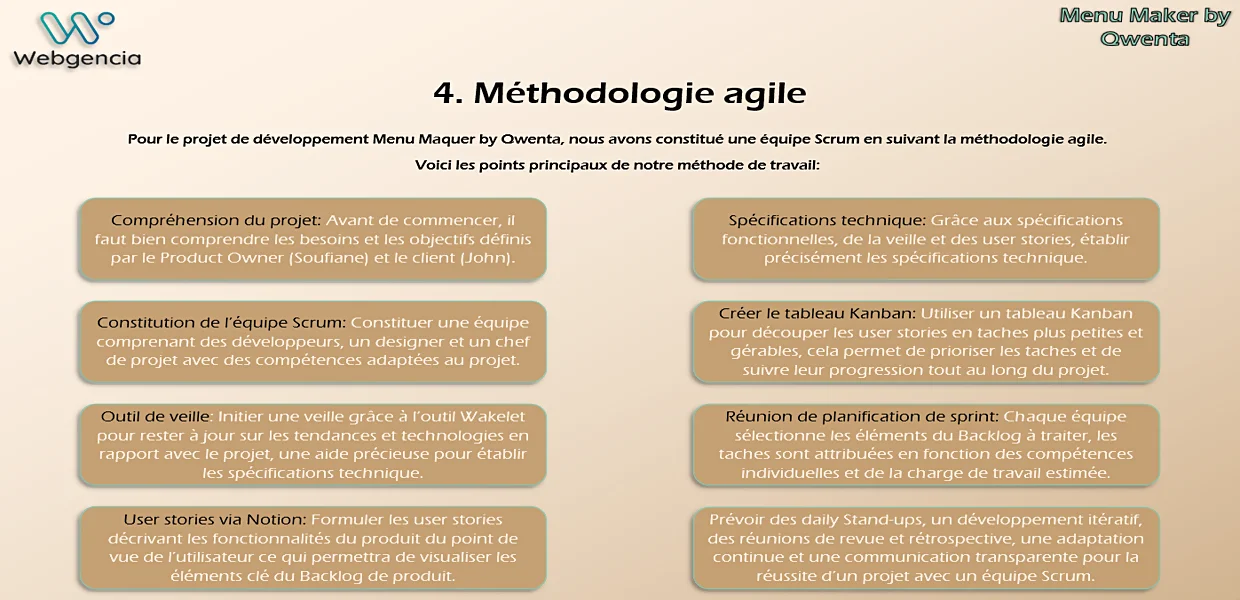 Webgencia
Menu Maker by
Qwenta
4. Méthodologie agile
Pour le projet de développement Menu Maquer by Qwenta, nous avons constitué une équipe Scrum en suivant la méthodologie agile.
Voici les points principaux de notre méthode de travail:
Compréhension du projet: Avant de commencer, il
faut bien comprendre les besoins et les objectifs définis
par le Product Owner (Soufiane) et le client (John).
Constitution de l'équipe Scrum: Constituer une équipe
comprenant des développeurs, un designer et un chef
de projet avec des compétences adaptées au projet.
Outil de veille: Initier une veille grâce à l'outil Wakelet
pour rester à jour sur les tendances et technologies en
rapport avec le projet, une aide précieuse pour établir
les spécifications technique.
User stories via Notion: Formuler les user stories
décrivant les fonctionnalités du produit du point de
vue de l'utilisateur ce qui permettra de visualiser les
éléments clé du Backlog de produit.
Spécifications technique: Grâce aux spécifications
fonctionnelles, de la veille et des user stories, établir
précisément les spécifications technique.
Créer le tableau Kanban: Utiliser un tableau Kanban
pour découper les user stories en taches plus petites et
gérables, cela permet de prioriser les taches et de
suivre leur progression tout au long du projet.
Réunion de planification de sprint: Chaque équipe
sélectionne les éléments du Backlog à traiter, les
taches sont attribuées en fonction des compétences
individuelles et de la charge de travail estimée.
Prévoir des daily Stand-ups, un développement itératif,
des réunions de revue et rétrospective, une adaptation
continue et une communication transparente pour la
réussite d'un projet avec un équipe Scrum.